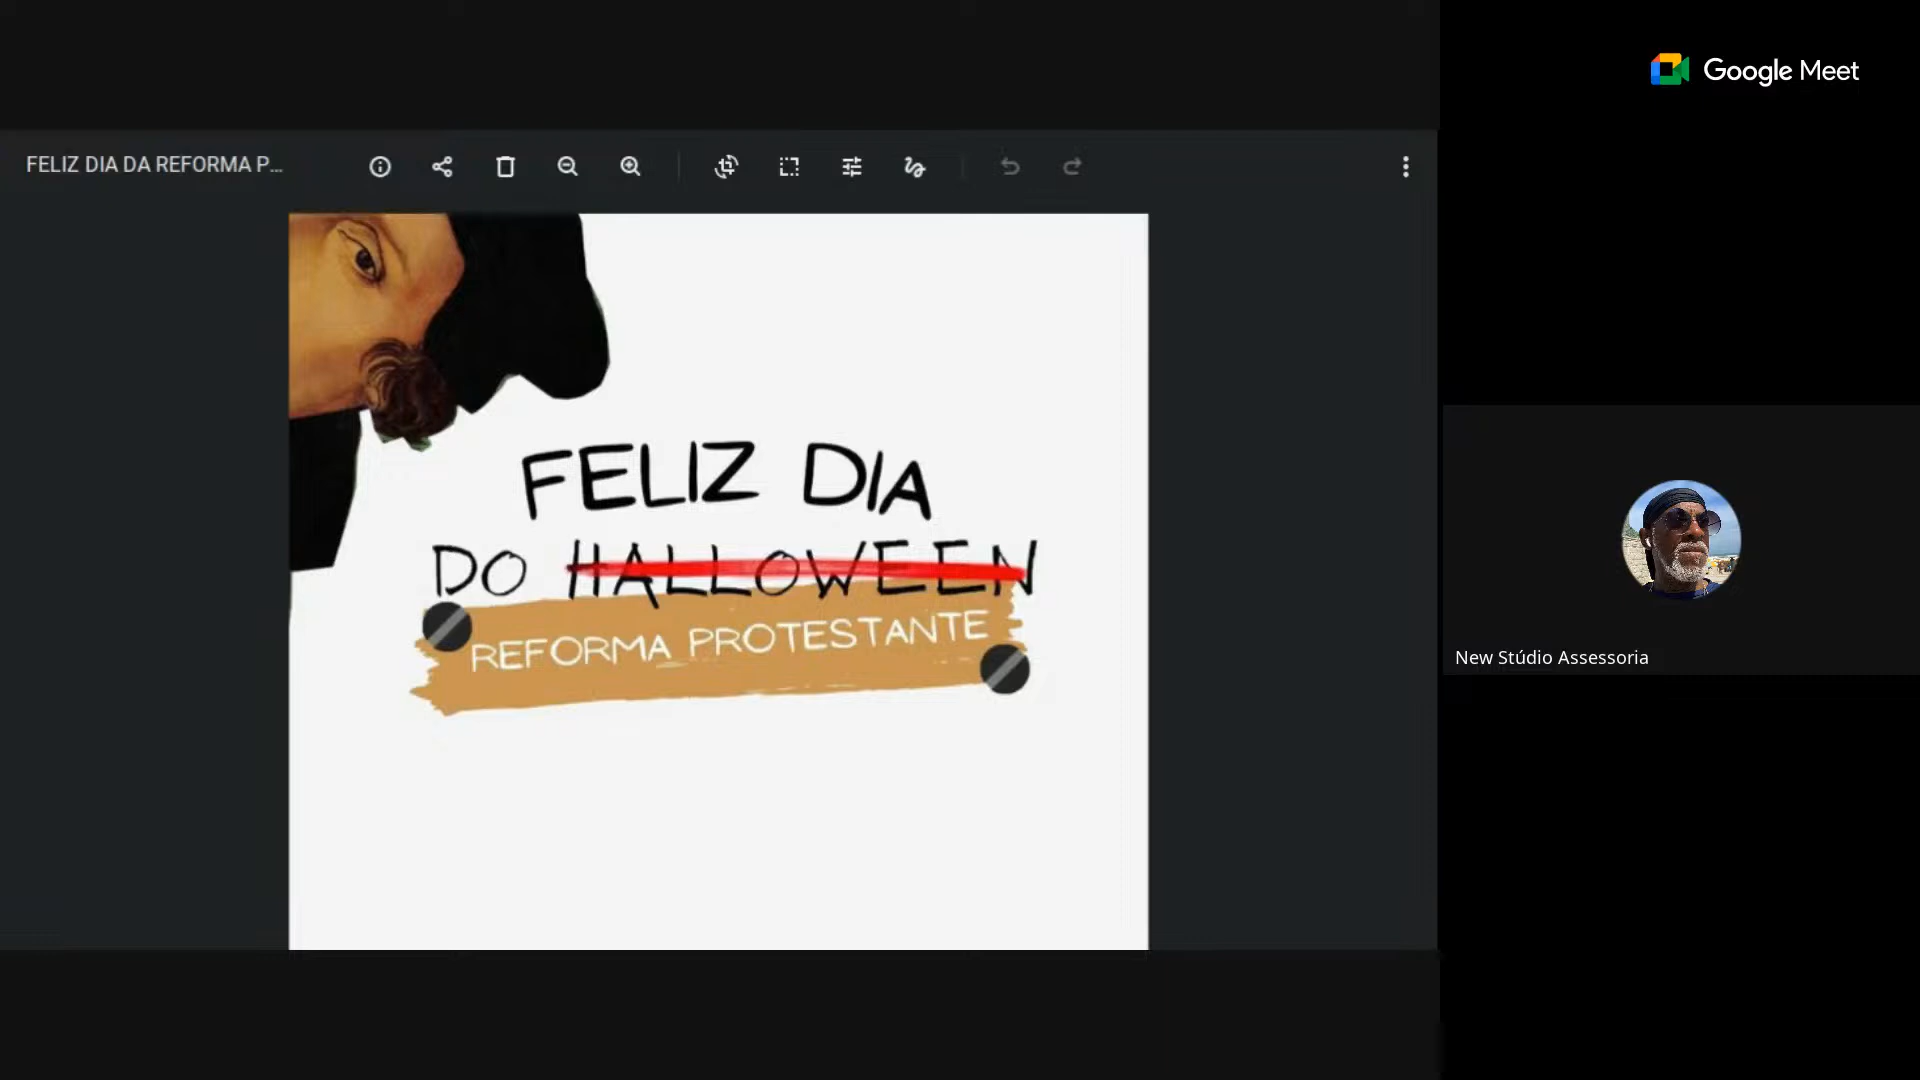 Google Meet
FELIZ DIA DA REFORMA P...
FELIZ DIA
DO HALLOWEEN
REFORMA PROTESTANTE
New Stúdio Assessoria